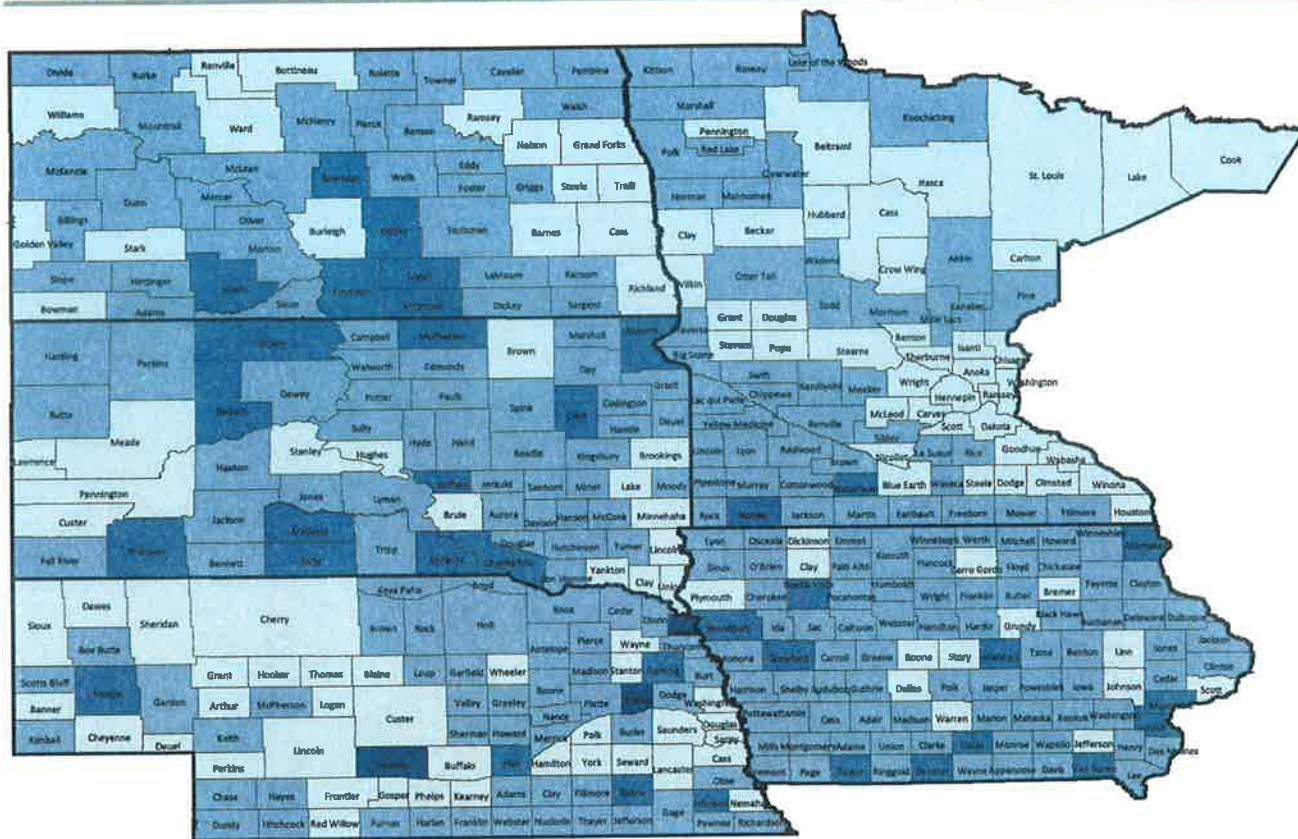 Divide
Burke
Renville
Bottineau
Rolette
Towner
Cavalier
Pembina
Kittson
Roseau
Lake of the Woods
Williams
Mountrail
Ward
McHenry
Pierce
Benson
Ramsey
Walsh
Marshall
Pennington
Red Lake
Polk
Beltrami
Koochiching
Nelson
Grand Forks
Clearwater
Itasca
St. Louis
Lake
Cook
McKenzie
McLean
Sheridan
Wells
Eddy
Foster
Griggs
Steele
Traill
Norman
Mahnomen
Dunn
Mercer
Oliver
Billings
Golden Valley
Stark
Morton
Burleigh
Kidder
Stutsman
Barnes
Cass
Clay
Becker
Hubbard
Cass
Wadena
Crow Wing
Aitkin
Carlton
Slope
Hettinger
Grant
Emmons
Logan
LaMoure
Ransom
Richland
Wilkin
Otter Tail
Todd
Morrison
Mille Lacs
Kanabec
Pine
Bowman
Adams
Sioux
McIntosh
Dickey
Sargent
Grant
Douglas
Harding
Perkins
Corson
Campbell
McPherson
Brown
Marshall
Roberts
Traverse
Stevens
Pope
Stearns
Benton
Sherburne
Isanti
Chisago
Walworth
Edmunds
Day
Big Stone
Swift
Kandiyohi
Meeker
Wright
Anoka
Hennepin
Ramsey
Washington
Butte
Dewey
Potter
Faulk
Spink
Clark
Codington
Grant
Deuel
Hamlin
Lac qui Parle
Chippewa
Yellow Medicine
Renville
McLeod
Carver
Scott
Dakota
Meade
Ziebach
Sully
Hyde
Hand
Beadle
Kingsbury
Brookings
Lincoln
Lyon
Redwood
Brown
Sibley
Nicollet
Le Sueur
Rice
Goodhue
Wabasha
Lawrence
Haakon
Stanley
Hughes
Buffalo
Jerauld
Sanborn
Miner
Lake
Moody
Pipestone
Murray
Cottonwood
Watonwan
Blue Earth
Waseca
Steele
Dodge
Olmsted
Winona
Pennington
Custer
Jackson
Jones
Lyman
Brule
Aurora
Davison
Hanson
McCook
Minnehaha
Rock
Nobles
Jackson
Martin
Faribault
Freeborn
Mower
Fillmore
Houston
Fall River
Shannon
Bennett
Mellette
Todd
Tripp
Gregory
Douglas
Charles Mix
Hutchinson
Turner
Lincoln
Bon Homme
Yankton
Clay
Union
Lyon
Osceola
Dickinson
Emmet
Winnebago
Worth
Mitchell
Howard
Winneshiek
Allamakee
Sioux
O'Brien
Clay
Palo Alto
Kossuth
Hancock
Cerro Gordo
Floyd
Chickasaw
Fayette
Clayton
Plymouth
Cherokee
Buena Vista
Pocahontas
Humboldt
Wright
Franklin
Butler
Bremer
Sioux
Dawes
Sheridan
Cherry
Keya Paha
Boyd
Knox
Cedar
Dixon
Dakota
Woodbury
Ida
Sac
Calhoun
Webster
Hamilton
Hardin
Grundy
Black Hawk
Buchanan
Delaware
Dubuque
Box Butte
Brown
Rock
Holt
Antelope
Pierce
Wayne
Thurston
Monona
Crawford
Carroll
Greene
Boone
Story
Marshall
Tama
Benton
Linn
Jones
Jackson
Scotts Bluff
Morrill
Garden
Grant
Hooker
Thomas
Blaine
Loup
Garfield
Wheeler
Madison
Stanton
Cuming
Burt
Harrison
Shelby
Audubon
Guthrie
Dallas
Polk
Jasper
Poweshiek
Iowa
Johnson
Cedar
Clinton
Scott
Banner
Arthur
McPherson
Logan
Custer
Valley
Greeley
Boone
Nance
Platte
Colfax
Dodge
Washington
Pottawattamie
Cass
Adair
Madison
Warren
Marion
Mahaska
Keokuk
Washington
Muscatine
Louisa
Kimball
Cheyenne
Deuel
Keith
Lincoln
Sherman
Howard
Merrick
Polk
Butler
Saunders
Douglas
Sarpy
Mills
Montgomery
Adams
Union
Clarke
Lucas
Monroe
Wapello
Jefferson
Henry
Des Moines
Perkins
Dawson
Buffalo
Hall
Hamilton
York
Seward
Lancaster
Cass
Otoe
Fremont
Page
Taylor
Ringgold
Decatur
Wayne
Appanoose
Davis
Van Buren
Lee
Chase
Hayes
Frontier
Gosper
Phelps
Kearney
Adams
Clay
Fillmore
Saline
Gage
Johnson
Nemaha
Dundy
Hitchcock
Red Willow
Furnas
Harlan
Franklin
Webster
Nuckolls
Thayer
Jefferson
Pawnee
Richardson